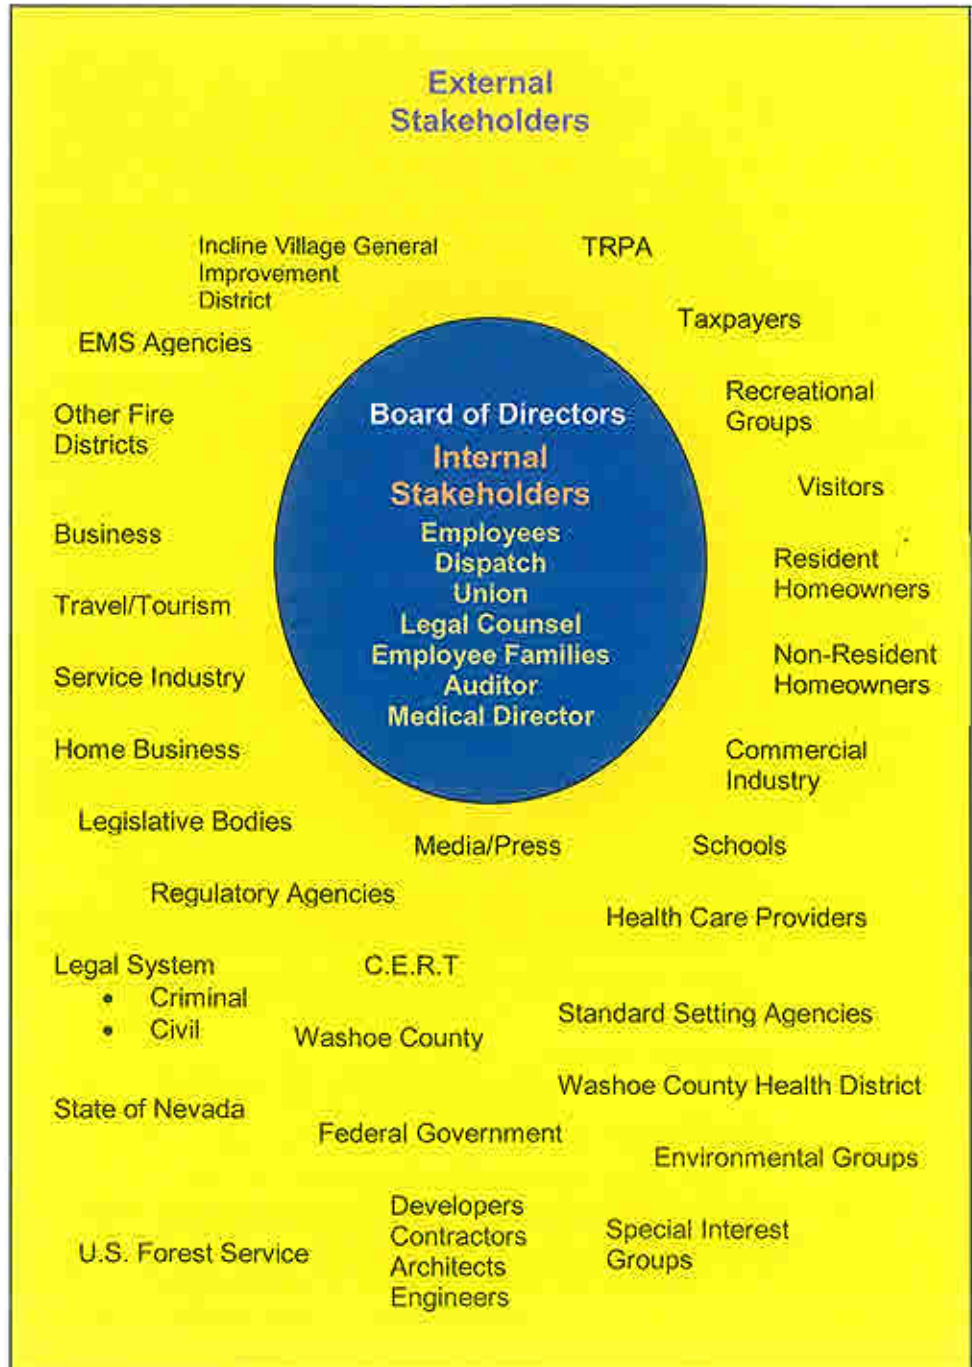 External
Stakeholders
Incline Village General
Improvement
District
TRPA
Taxpayers
EMS Agencies
Recreational
Groups
Other Fire
Districts
Board of Directors
Internal
Stakeholders
Employees
Dispatch
Union
Legal Counsel
Employee Families
Auditor
Medical Director
Visitors
Business
Resident
Homeowners
Travel/Tourism
Non-Resident
Homeowners
Service Industry
Home Business
Commercial
Industry
Legislative Bodies
Media/Press
Schools
Regulatory Agencies
Health Care Providers
Legal System
• Criminal
• Civil
C.E.R.T
Standard Setting Agencies
Washoe County
Washoe County Health District
State of Nevada
Federal Government
Environmental Groups
Developers
Contractors
Architects
Engineers
Special Interest
Groups
U.S. Forest Service